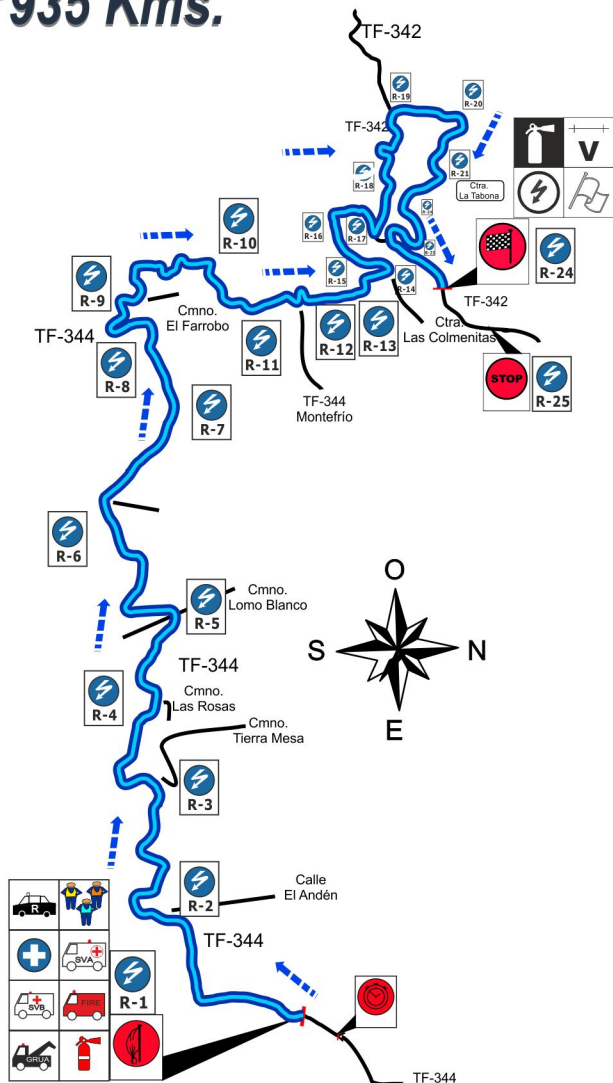 935 Kms.
TF-342
R-19
R-20
TF-342
R-21
V
Ctra.
La Tabona
R-18
R-10
R-16
R-17
R-24
R-9
R-15
R-14
TF-342
Cmno.
El Farrobo
TF-344
R-11
R-12
R-13
Ctra.
Las Colmenitas
R-8
STOP
R-25
R-7
TF-344
Montefrío
R-6
O
S
N
E
Cmno.
Lomo Blanco
R-5
TF-344
R-4
Cmno.
Las Rosas
Cmno.
Tierra Mesa
R-3
Calle
El Andén
R-2
TF-344
R
SVA
R-1
SVB
FIRE
GRUA
TF-344